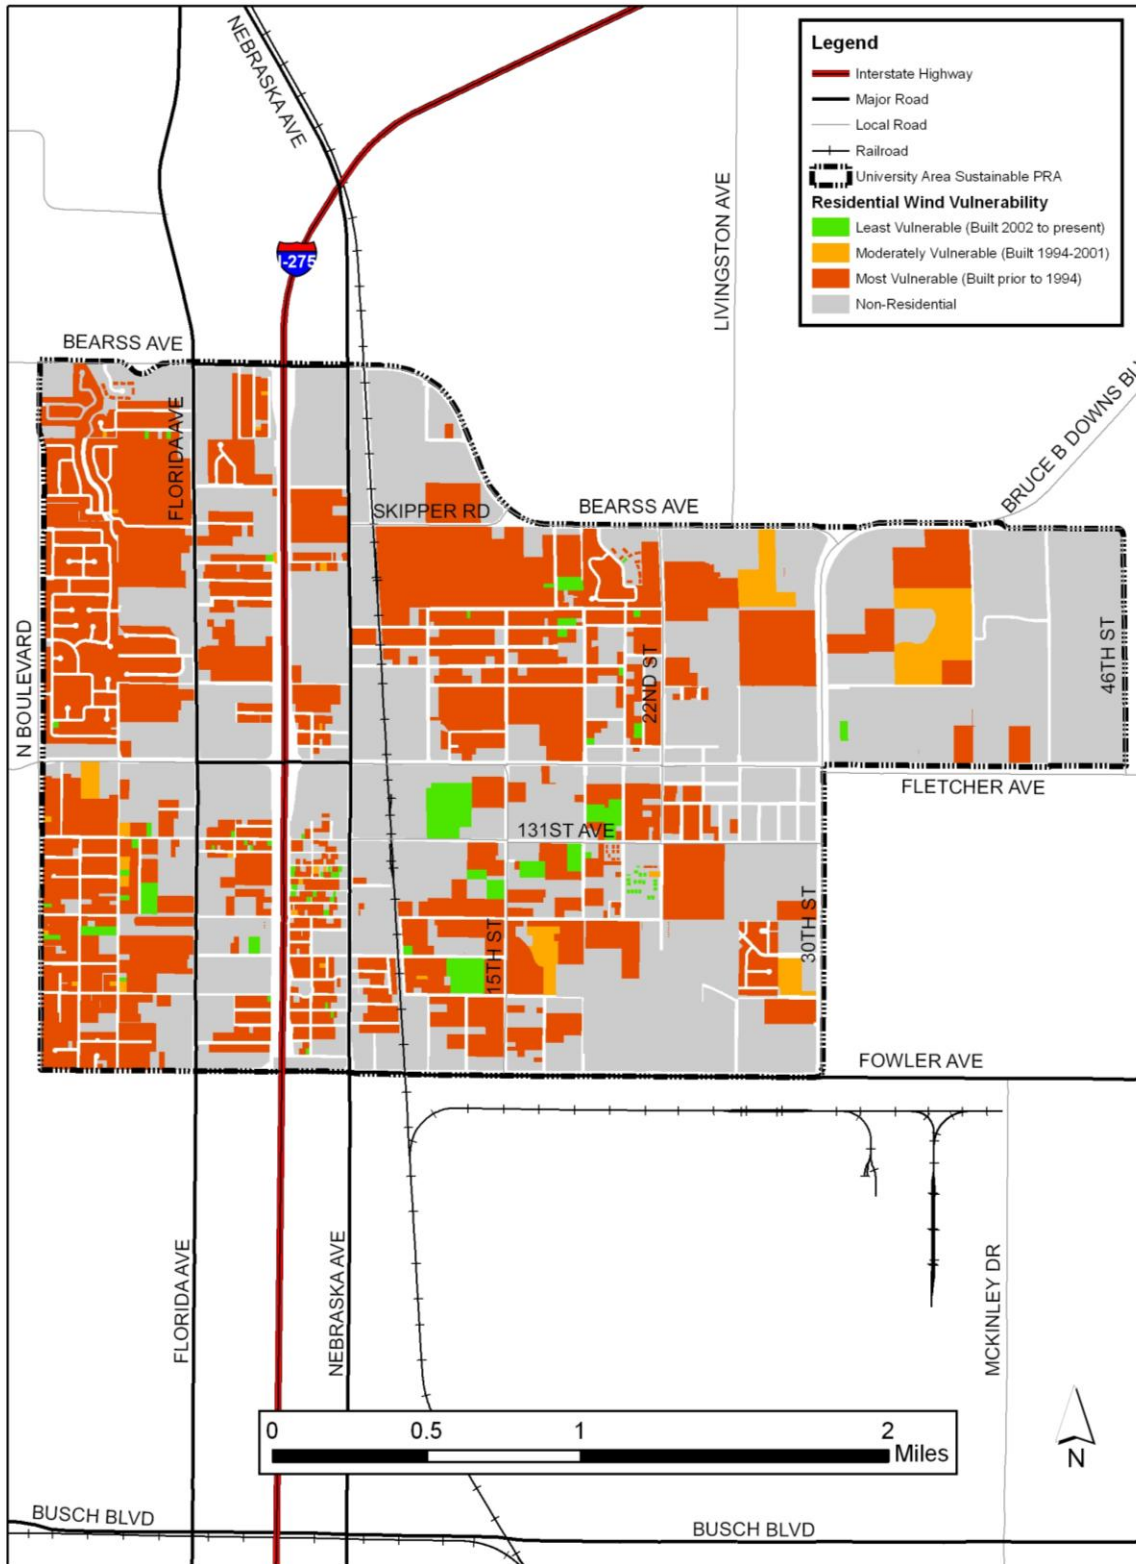 NEBRASKA AVE
Legend
Interstate Highway
Major Road
Local Road
Railroad
University Area Sustainable PRA
Residential Wind Vulnerability
Least Vulnerable (Built 2002 to present)
Moderately Vulnerable (Built 1994-2001)
Most Vulnerable (Built prior to 1994)
Non-Residential
LIVINGSTON AVE
I-275
BEARSS AVE
FLORIDA AVE
BRUCE B DOWNS
SKIPPER RD
BEARSS AVE
N BOULEVARD
22ND ST
46TH ST
FLETCHER AVE
131ST AVE
15TH ST
30TH ST
FOWLER AVE
FLORIDA AVE
NEBRASKA AVE
MCKINLEY DR
0 0.5 1 2
Miles
N
BUSCH BLVD
BUSCH BLVD